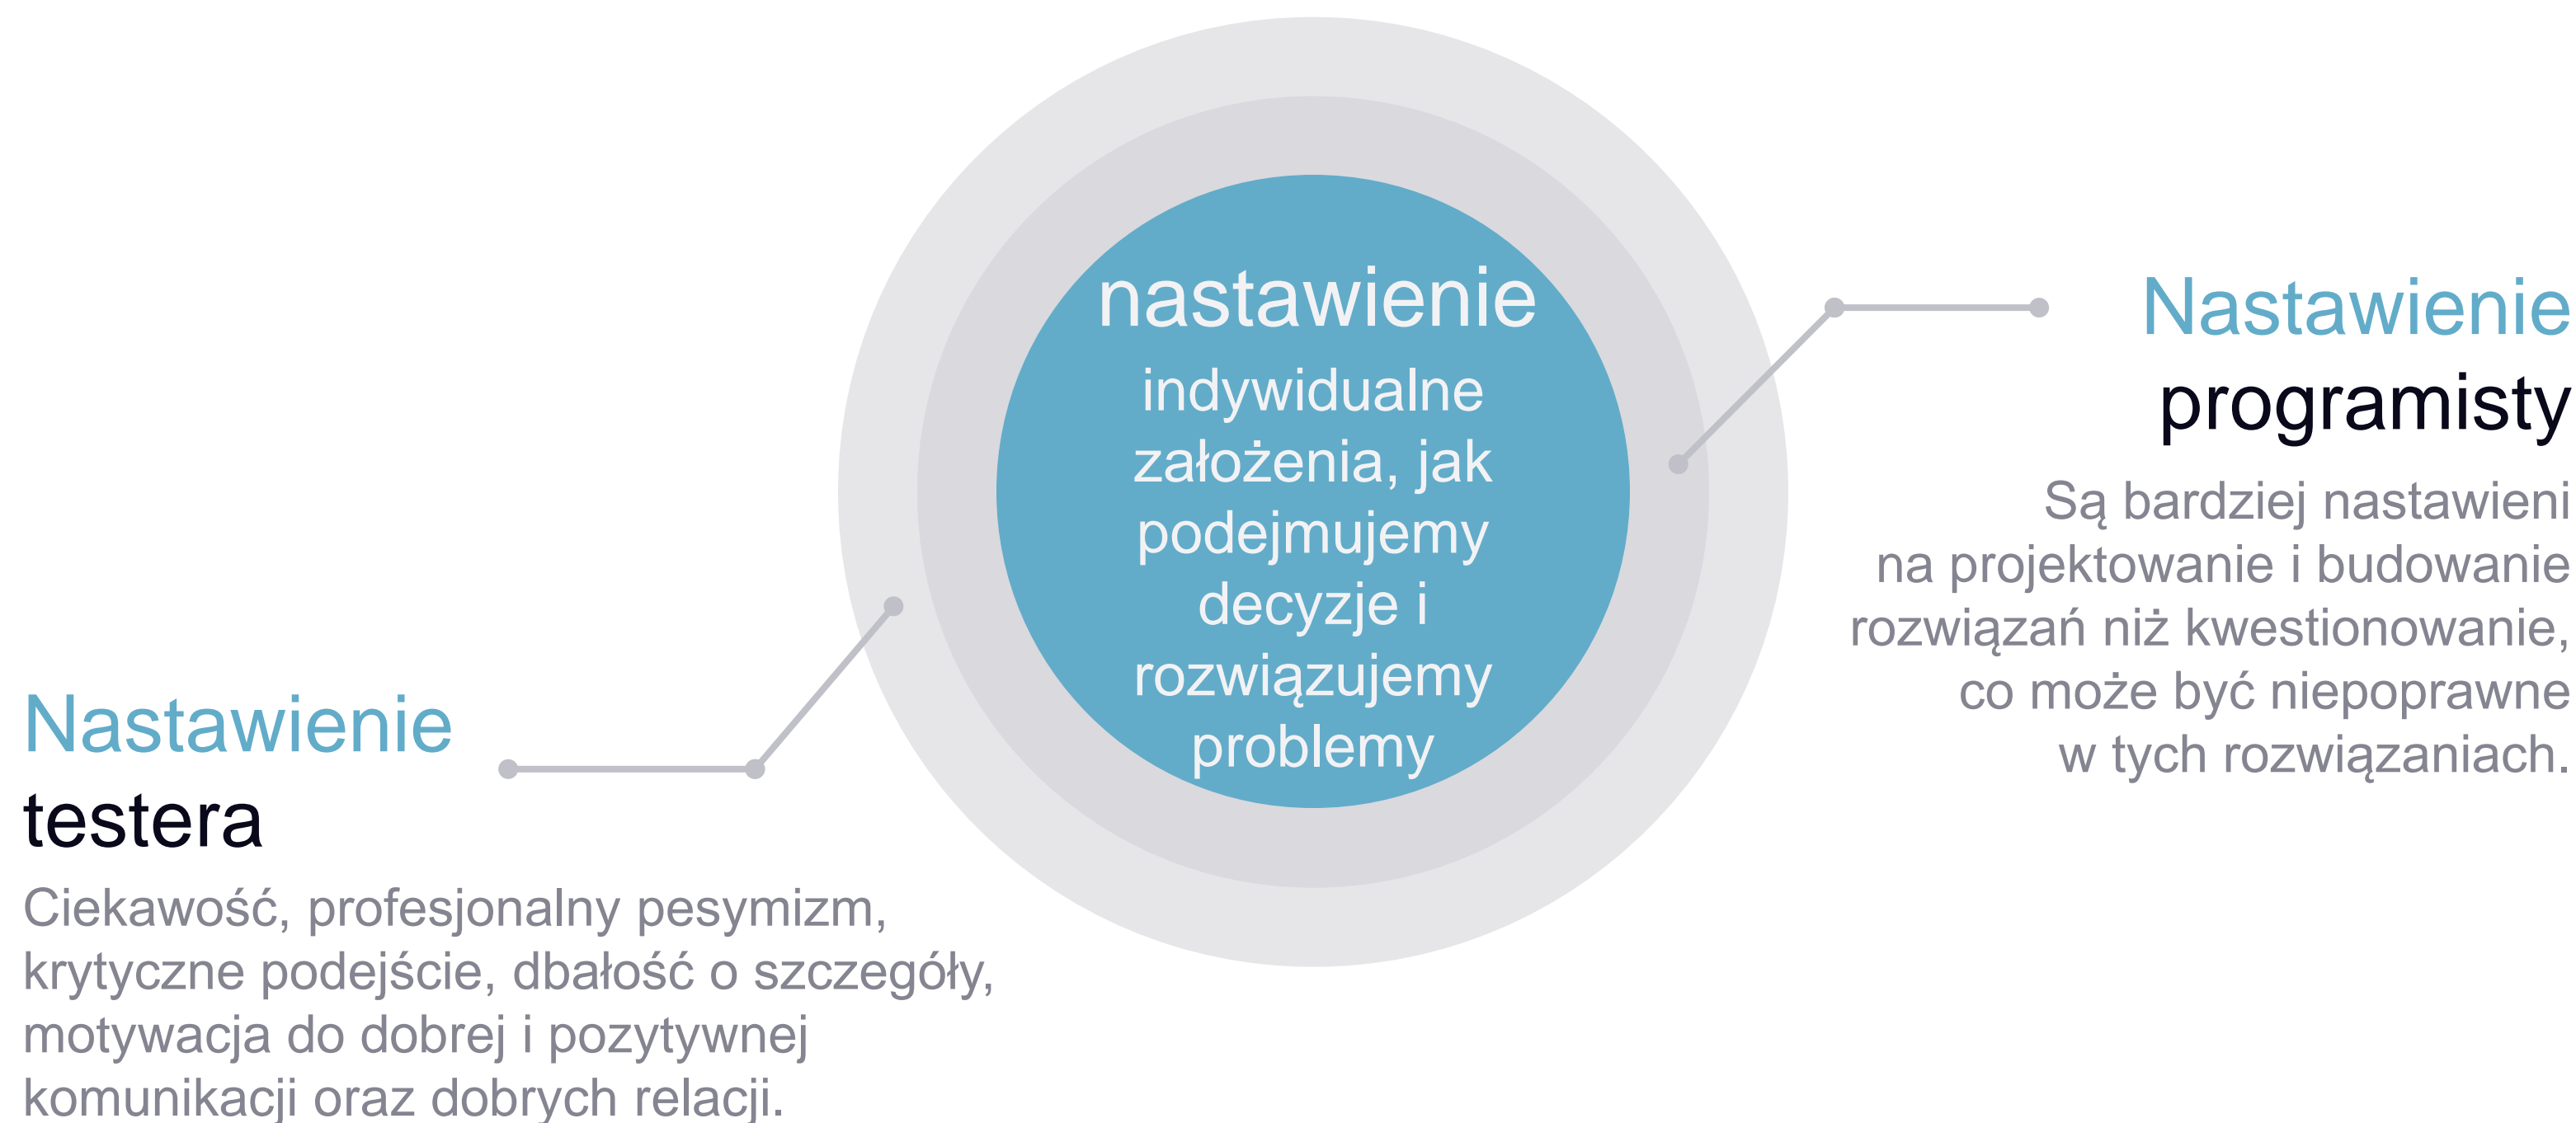 nastawienie
indywidualne
założenia, jak
podejmujemy
decyzje i
rozwiązujemy
problemy
Nastawienie
programisty
Są bardziej nastawieni
na projektowanie i budowanie
rozwiązań niż kwestionowanie,
co może być niepoprawne
w tych rozwiązaniach.
Nastawienie
testera
Ciekawość, profesjonalny pesymizm,
krytyczne podejście, dbałość o szczegóły,
motywacja do dobrej i pozytywnej
komunikacji oraz dobrych relacji.